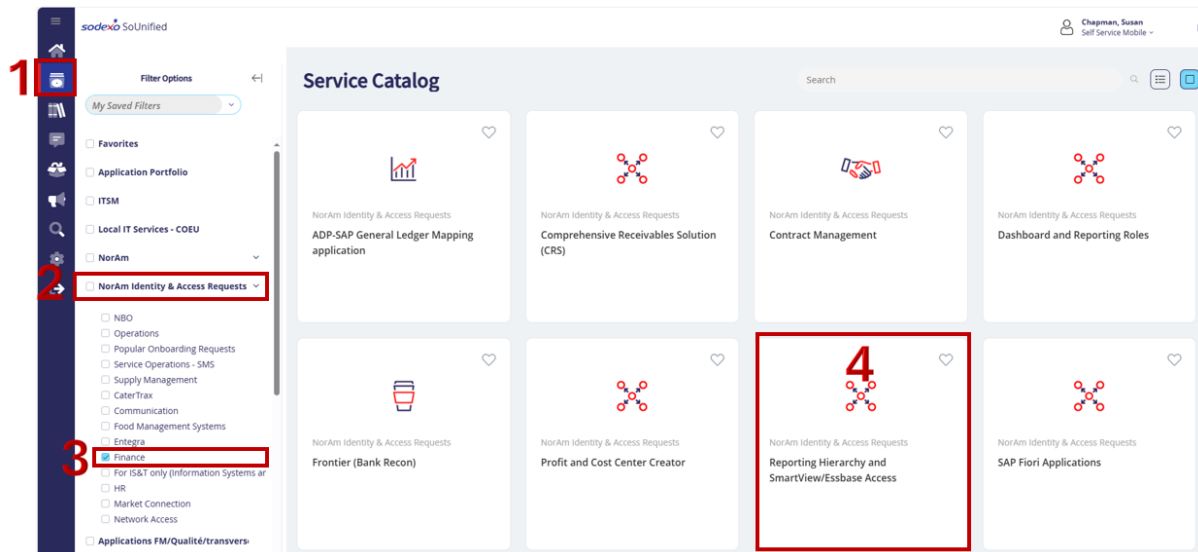 sodexo SoUnified
Chapman, Susan
Self Service Mobile
1
Filter Options
My Saved Filters
Favorites
Application Portfolio
ITSM
Local IT Services - COEU
NorAm
2
NorAm Identity & Access Requests
NBO
Operations
Popular Onboarding Requests
Service Operations - SMS
Supply Management
CaterTrax
Communication
Food Management Systems
Entegra
3
Finance
For IS&T only (Information Systems ar
HR
Market Connection
Network Access
Applications FM/Qualité/transvers
Service Catalog
Search
NorAm Identity & Access Requests
ADP-SAP General Ledger Mapping
application
NorAm Identity & Access Requests
Comprehensive Receivables Solution
(CRS)
NorAm Identity & Access Requests
Contract Management
NorAm Identity & Access Requests
Dashboard and Reporting Roles
NorAm Identity & Access Requests
Frontier (Bank Recon)
NorAm Identity & Access Requests
Profit and Cost Center Creator
4
NorAm Identity & Access Requests
Reporting Hierarchy and
SmartView/Essbase Access
NorAm Identity & Access Requests
SAP Fiori Applications